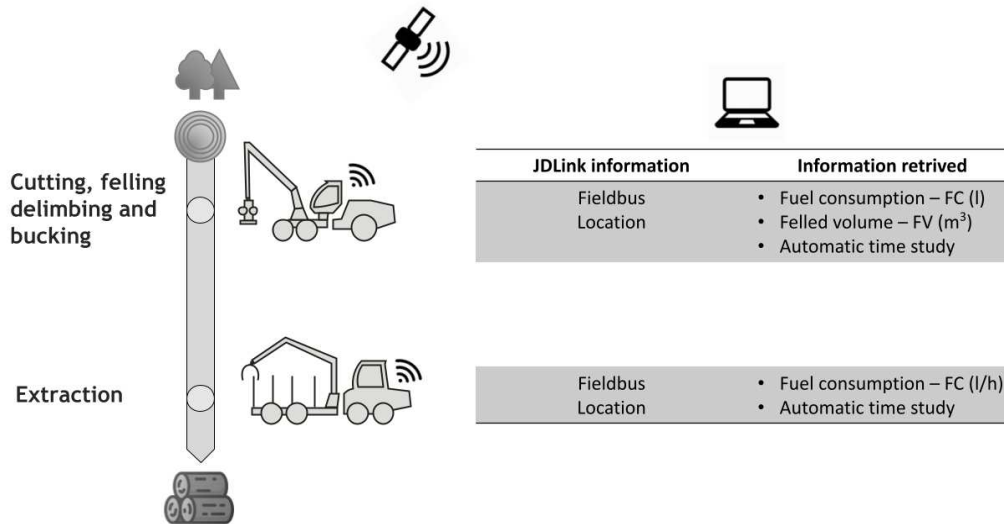 JDLink information Information retrived
Cutting, felling
delimbing and
bucking
Fieldbus
Location
• Fuel consumption – FC (l)
• Felled volume – FV (m³)
• Automatic time study
Extraction
Fieldbus
Location
• Fuel consumption – FC (l/h)
• Automatic time study